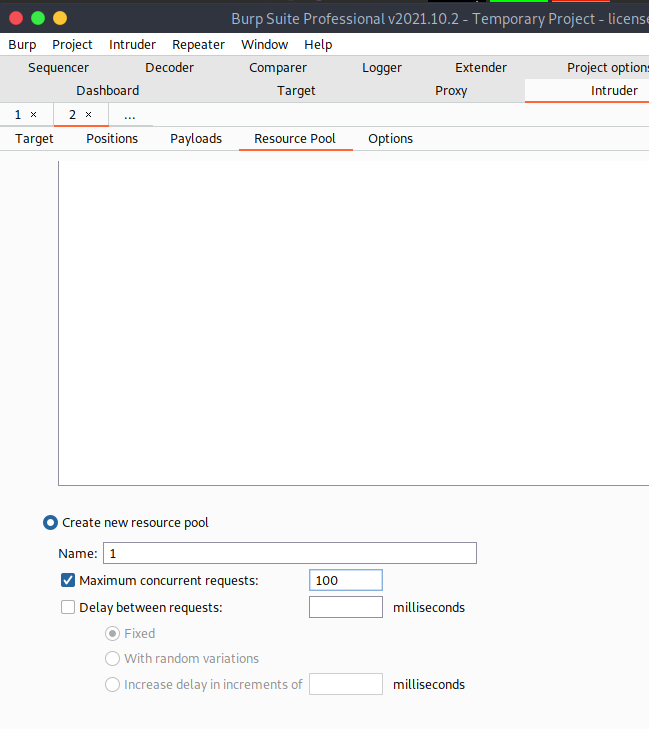 Burp Suite Professional v2021.10.2 - Temporary Project - license
Burp Project Intruder Repeater Window Help
Sequencer Decoder Comparer Logger Extender Project options
Dashboard Target Proxy Intruder
1 × 2 × ...
Target Positions Payloads Resource Pool Options
Create new resource pool
Name: 1
Maximum concurrent requests: 100
Delay between requests: milliseconds
Fixed
With random variations
Increase delay in increments of milliseconds